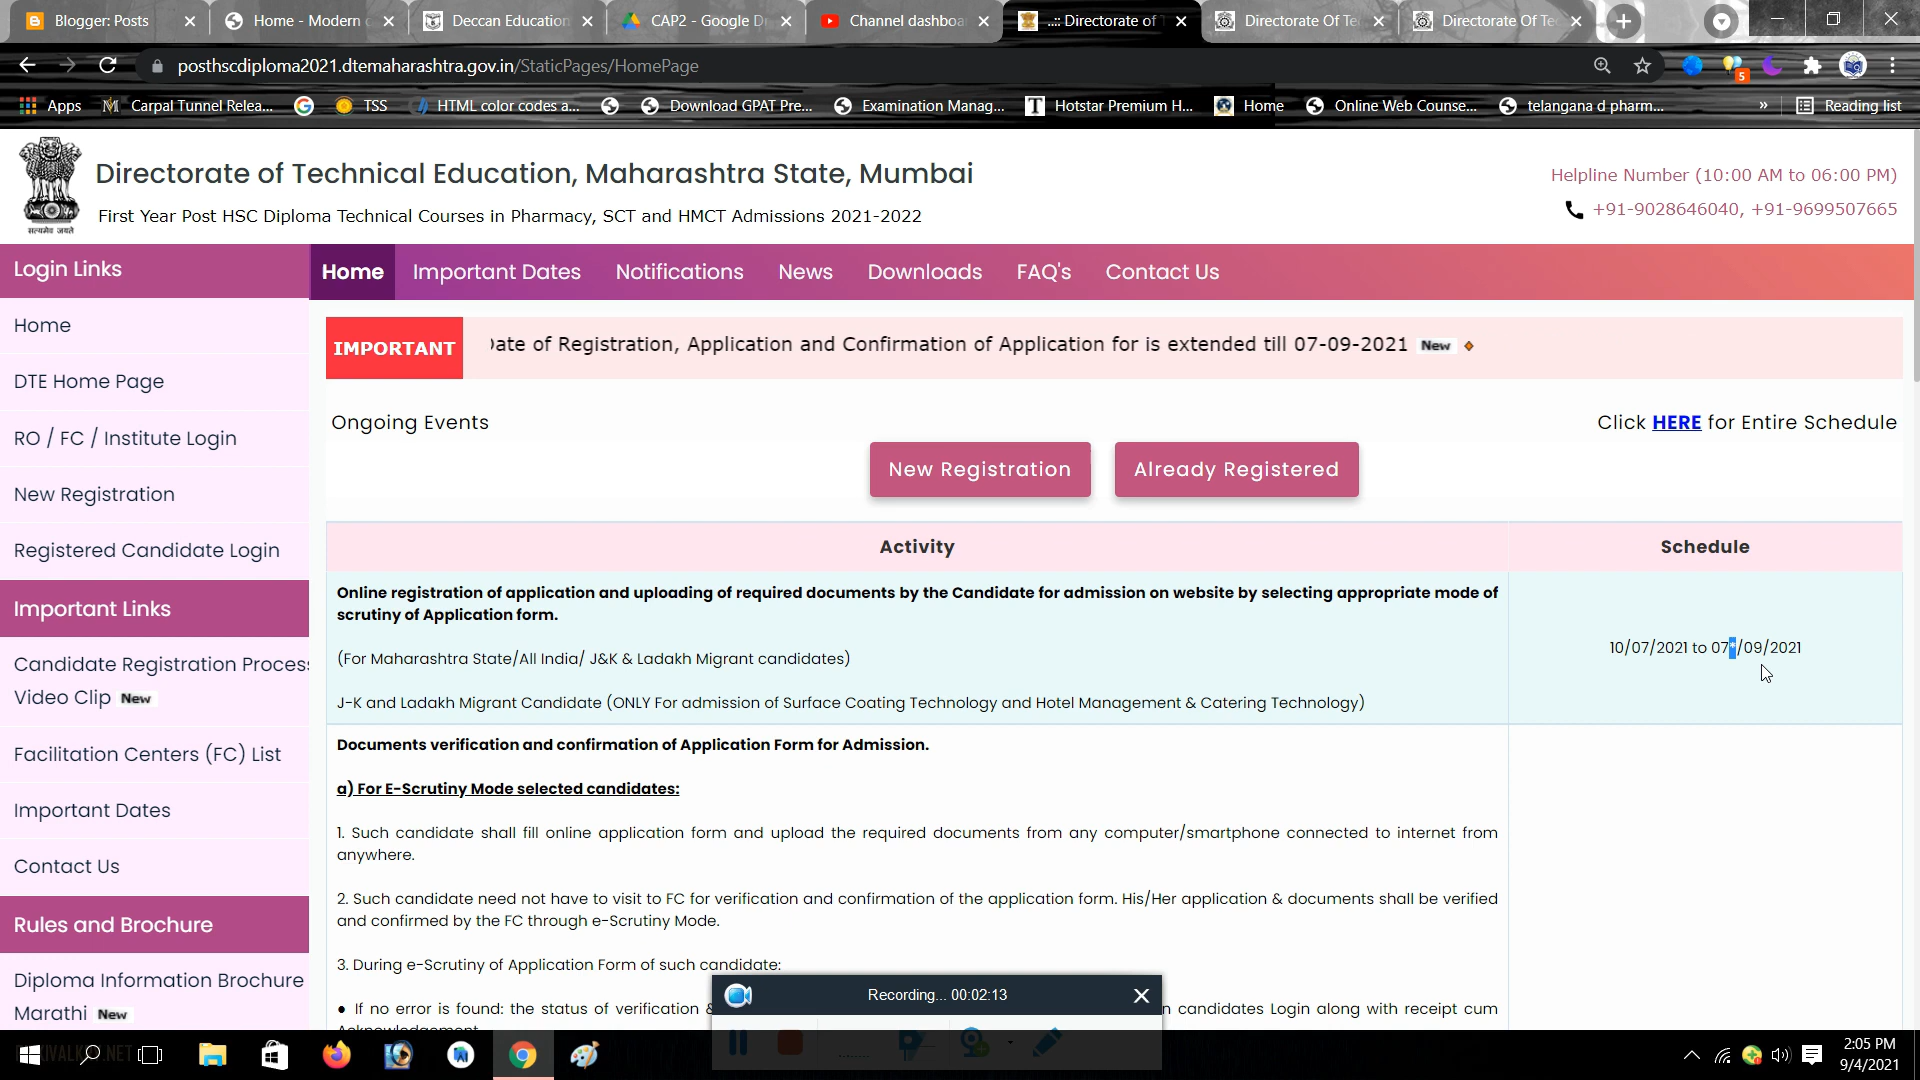 Blogger: Posts
Home - Modern
Deccan Education
CAP2 - Google D
Channel dashboa
..:: Directorate of
Directorate Of Te
Directorate Of Te
posthscdiploma2021.dtemaharashtra.gov.in/StaticPages/HomePage
5
Apps
Carpal Tunnel Relea...
TSS
HTML color codes a...
Download GPAT Pre...
Examination Manag...
Hotstar Premium H...
Home
Online Web Counse...
telangana d pharm...
»
Reading list
सत्यमेव जयते
Directorate of Technical Education, Maharashtra State, Mumbai
First Year Post HSC Diploma Technical Courses in Pharmacy, SCT and HMCT Admissions 2021-2022
Helpline Number (10:00 AM to 06:00 PM)
+91-9028646040, +91-9699507665
Login Links
Home
DTE Home Page
RO / FC / Institute Login
New Registration
Registered Candidate Login
Important Links
Candidate Registration Process
Video Clip New
Facilitation Centers (FC) List
Important Dates
Contact Us
Rules and Brochure
Diploma Information Brochure
Marathi New
Home Important Dates Notifications News Downloads FAQ's Contact Us
IMPORTANT
Date of Registration, Application and Confirmation of Application for is extended till 07-09-2021 New
Ongoing Events
Click HERE for Entire Schedule
New Registration Already Registered
Activity Schedule
Online registration of application and uploading of required documents by the Candidate for admission on website by selecting appropriate mode of
scrutiny of Application form.
(For Maharashtra State/All India/ J&K & Ladakh Migrant candidates)
J-K and Ladakh Migrant Candidate (ONLY For admission of Surface Coating Technology and Hotel Management & Catering Technology)
10/07/2021 to 07*/09/2021
Documents verification and confirmation of Application Form for Admission.
a) For E-Scrutiny Mode selected candidates:
1. Such candidate shall fill online application form and upload the required documents from any computer/smartphone connected to internet from
anywhere.
2. Such candidate need not have to visit to FC for verification and confirmation of the application form. His/Her application & documents shall be verified
and confirmed by the FC through e-Scrutiny Mode.
3. During e-Scrutiny of Application Form of such candidate:
● If no error is found: the status of verification &
n candidates Login along with receipt cum
Acknowledgement
Recording... 00:02:13
2:05 PM
9/4/2021